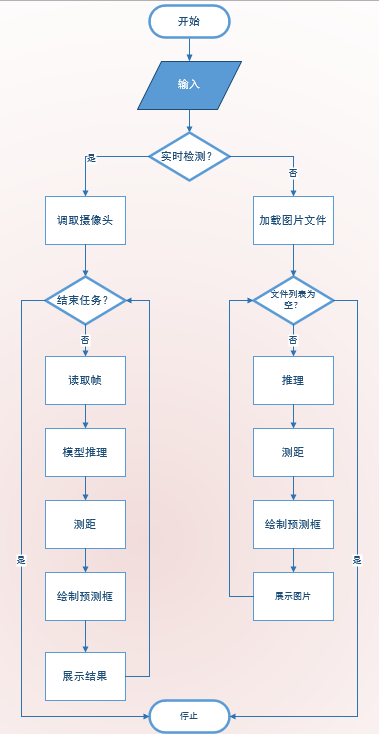 开始
输入
实时检测？
是
否
调取摄像头
加载图片文件
结束任务？
文件列表为
空？
否
否
读取帧
推理
模型推理
测距
测距
绘制预测框
是
是
绘制预测框
展示图片
展示结果
停止